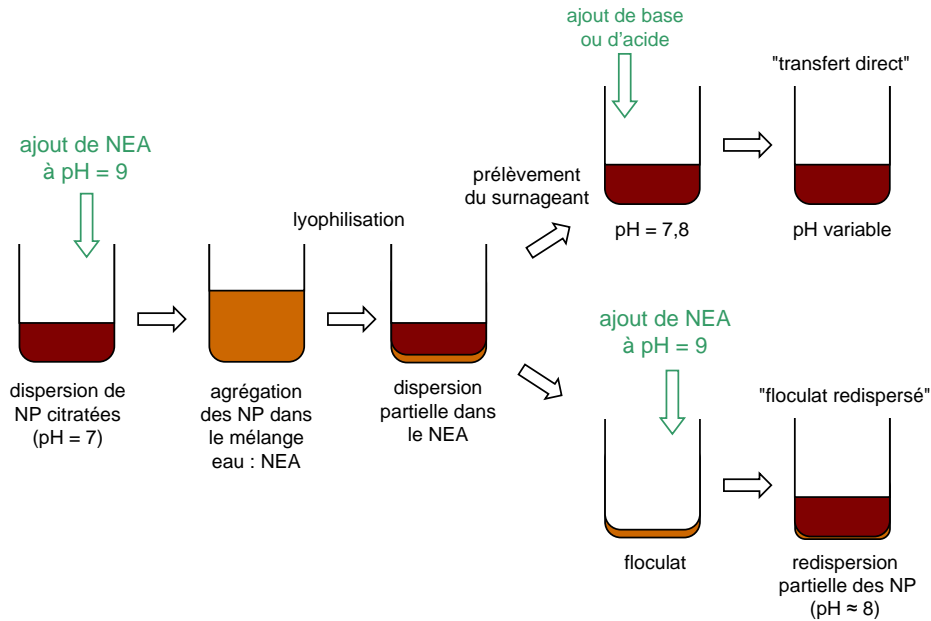 ajout de NEA
à pH = 9
dispersion de
NP citratées
(pH = 7)
agrégation
des NP dans
le mélange
eau : NEA
lyophilisation
dispersion
partielle dans
le NEA
prélèvement
du surnageant
ajout de base
ou d'acide
pH = 7,8
"transfert direct"
pH variable
ajout de NEA
à pH = 9
floculat
"floculat redispersé"
redispersion
partielle des NP
(pH ≈ 8)